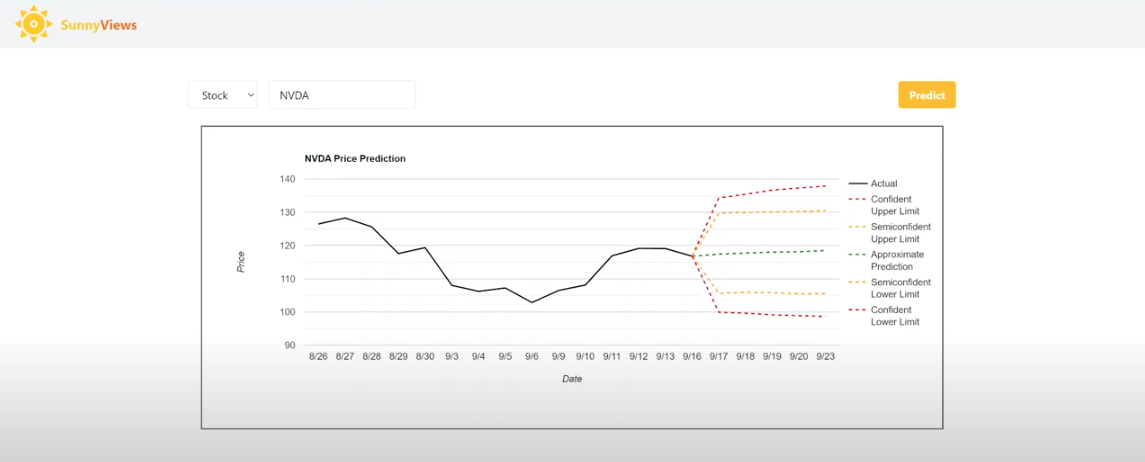 SunnyViews
Stock
NVDA
Predict
NVDA Price Prediction
140
130
120
110
100
90
Price
8/26 8/27 8/28 8/29 8/30 9/3 9/4 9/5 9/6 9/9 9/10 9/11 9/12 9/13 9/16 9/17 9/18 9/19 9/20 9/23
Date
Actual
Confident
Upper Limit
Semiconfident
Upper Limit
Approximate
Prediction
Semiconfident
Lower Limit
Confident
Lower Limit